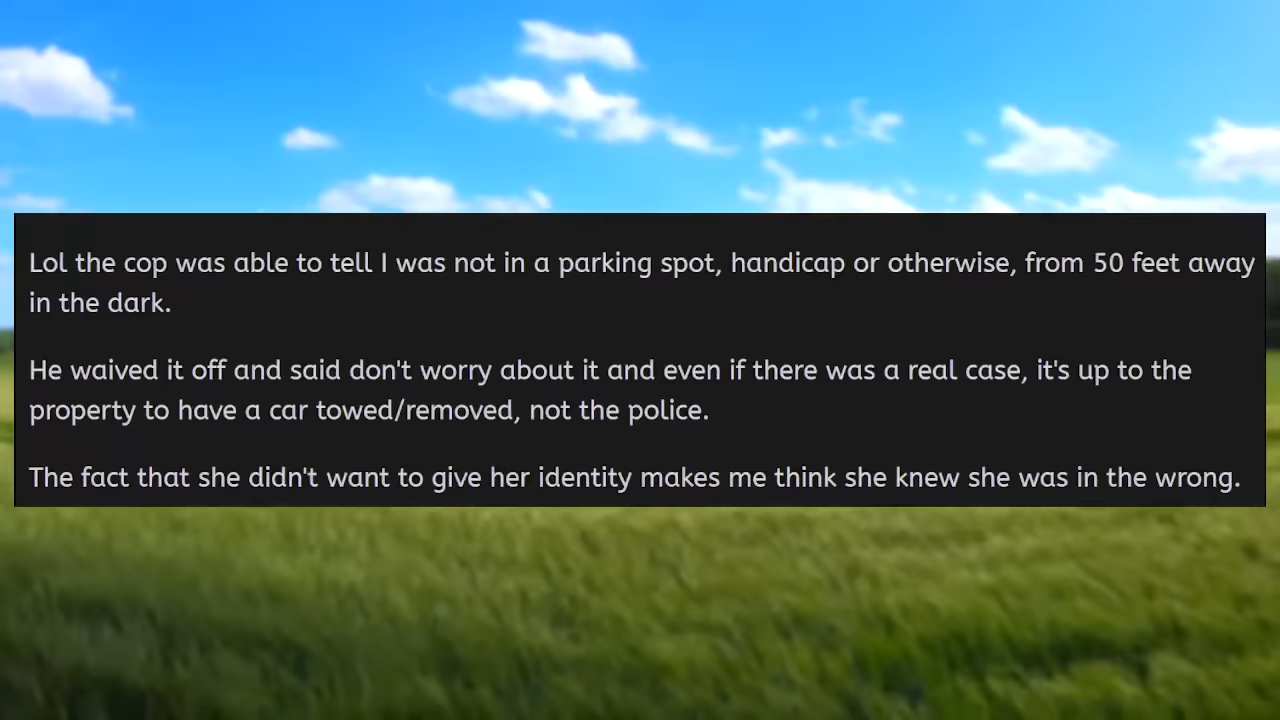 Lol the cop was able to tell I was not in a parking spot, handicap or otherwise, from 50 feet away
in the dark.
He waived it off and said don't worry about it and even if there was a real case, it's up to the
property to have a car towed/removed, not the police.
The fact that she didn't want to give her identity makes me think she knew she was in the wrong.